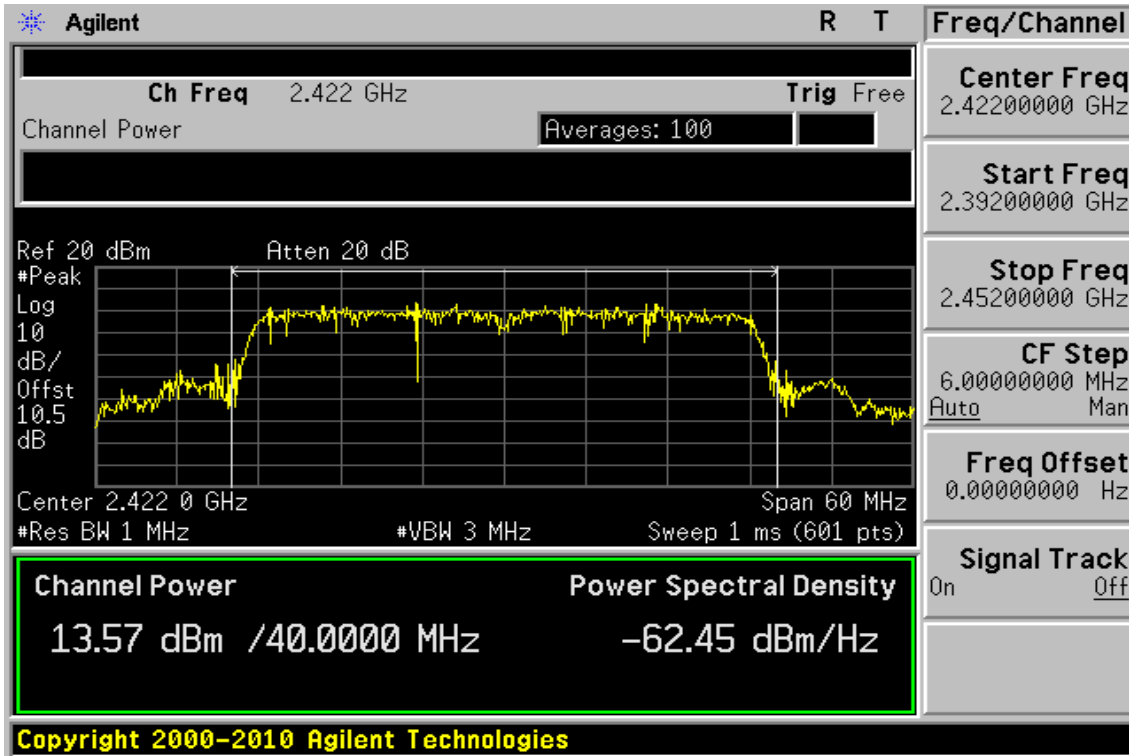 Agilent R T
Ch Freq 2.422 GHz Trig Free
Channel Power Averages: 100
Ref 20 dBm Atten 20 dB
#Peak
Log
10
dB/
Offst
10.5
dB
Center 2.422 0 GHz Span 60 MHz
#Res BW 1 MHz #VBW 3 MHz Sweep 1 ms (601 pts)
Channel Power Power Spectral Density
13.57 dBm /40.0000 MHz -62.45 dBm/Hz
Copyright 2000-2010 Agilent Technologies
Freq/Channel
Center Freq
2.42200000 GHz
Start Freq
2.39200000 GHz
Stop Freq
2.45200000 GHz
CF Step
6.00000000 MHz
Auto Man
Freq Offset
0.00000000 Hz
Signal Track
On Off